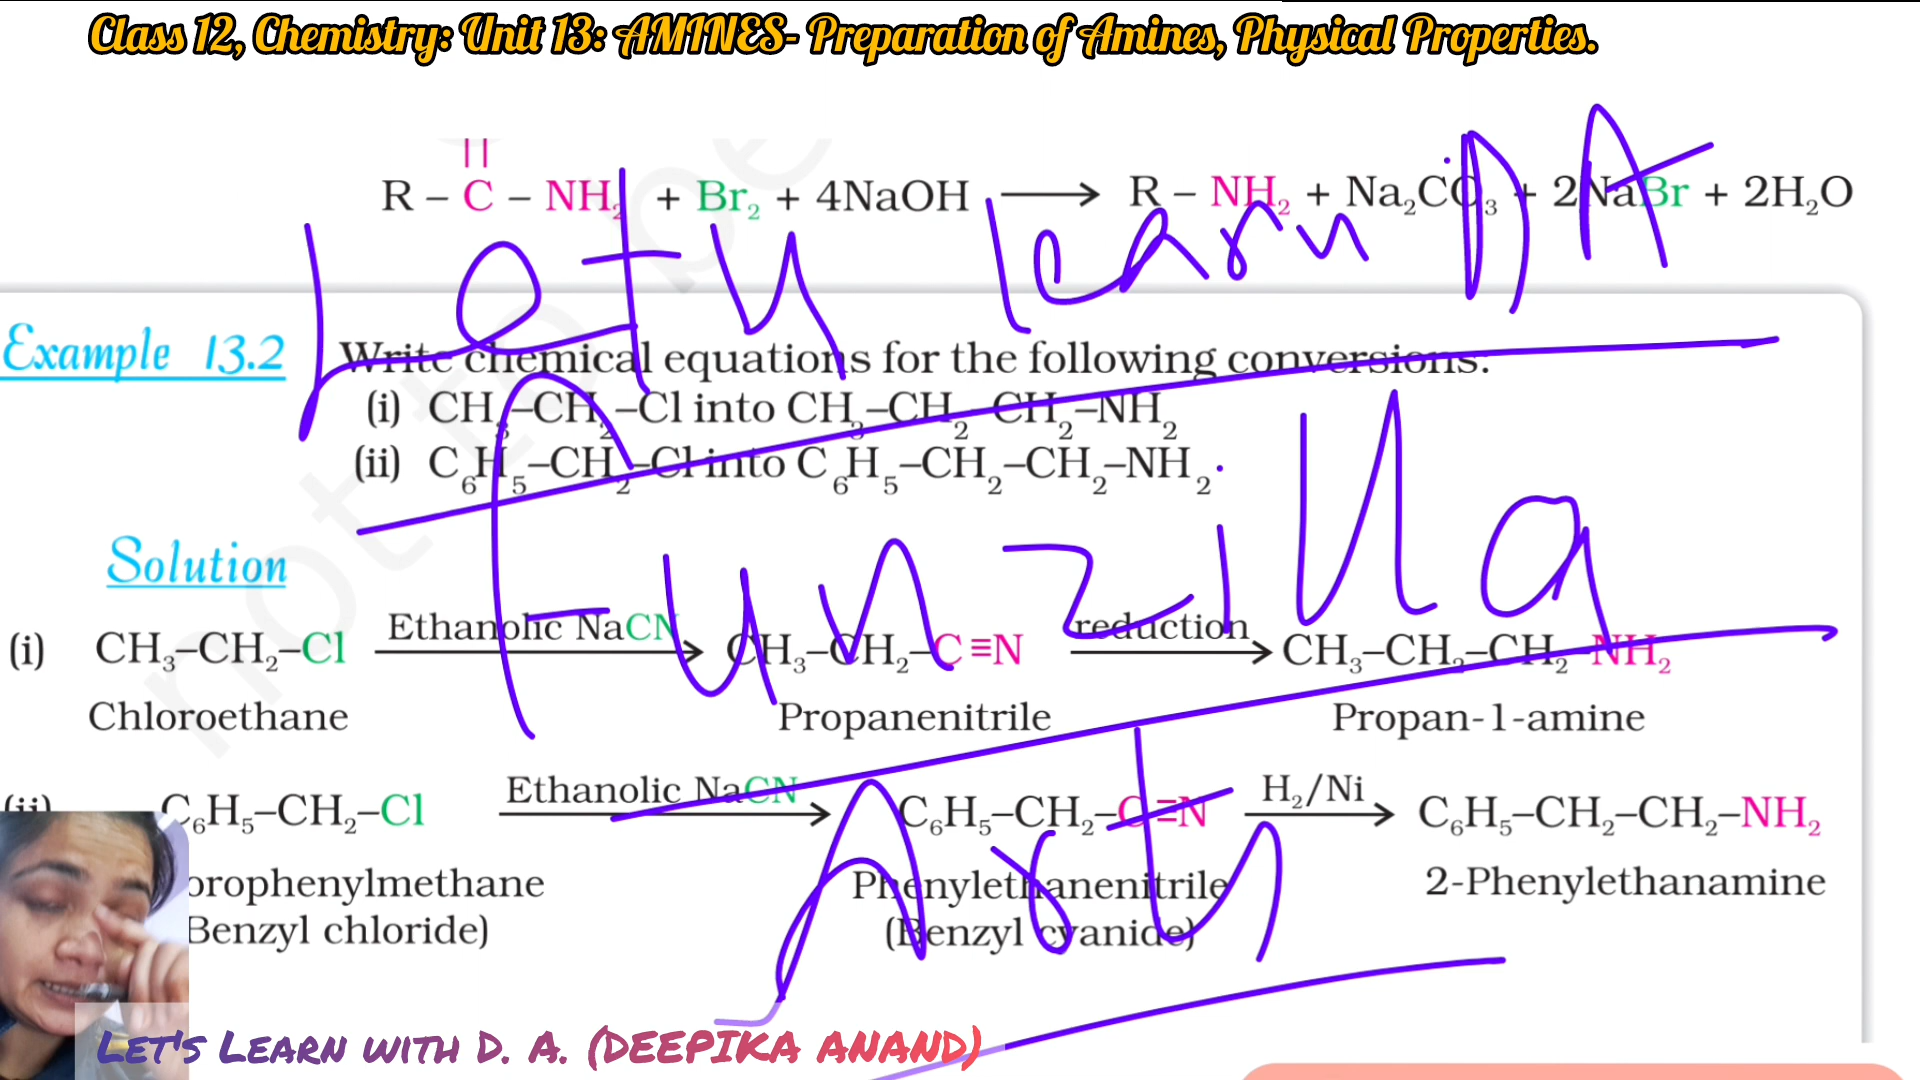 Class 12, Chemistry: Unit 13: AMINES- Preparation of Amines, Physical Properties.
R – C – NH₂ + Br₂ + 4NaOH ⟶ R – NH₂ + Na₂CO₃ + 2NaBr + 2H₂O
Lets learn DA
Example 13.2 Write chemical equations for the following conversions:
(i) CH₃–CH₂–Cl into CH₃–CH₂–CH₂–NH₂
(ii) C₆H₅–CH₂–Cl into C₆H₅–CH₂–CH₂–NH₂.
Funzilla
Solution
Ethanolic NaCN reduction
(i) CH₃–CH₂–Cl ⟶ CH₃–CH₂–C≡N ⟶ CH₃–CH₂–CH₂–NH₂
Chloroethane Propanenitrile Propan-1-amine
Ethanolic NaCN H₂/Ni
(ii) C₆H₅–CH₂–Cl ⟶ C₆H₅–CH₂–C≡N ⟶ C₆H₅–CH₂–CH₂–NH₂
Arts
orophenylmethane Phenylethanenitrile 2-Phenylethanamine
Benzyl chloride) (Benzyl cyanide)
LET'S LEARN WITH D. A. (DEEPIKA ANAND)
not to be